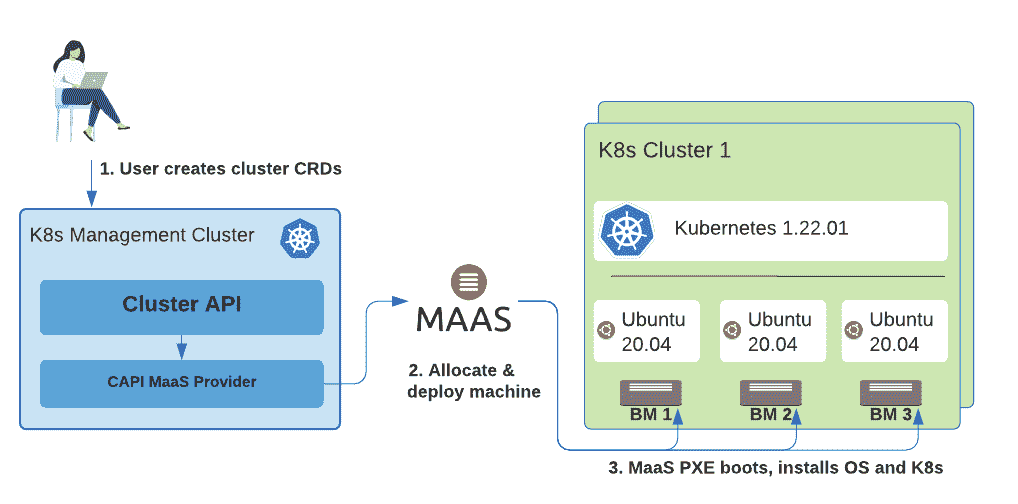 1. User creates cluster CRDs
K8s Management Cluster
Cluster API
CAPI MaaS Provider
MAAS
2. Allocate &
deploy machine
K8s Cluster 1
Kubernetes 1.22.01
Ubuntu
20.04
Ubuntu
20.04
Ubuntu
20.04
BM 1
BM 2
BM 3
3. MaaS PXE boots, installs OS and K8s